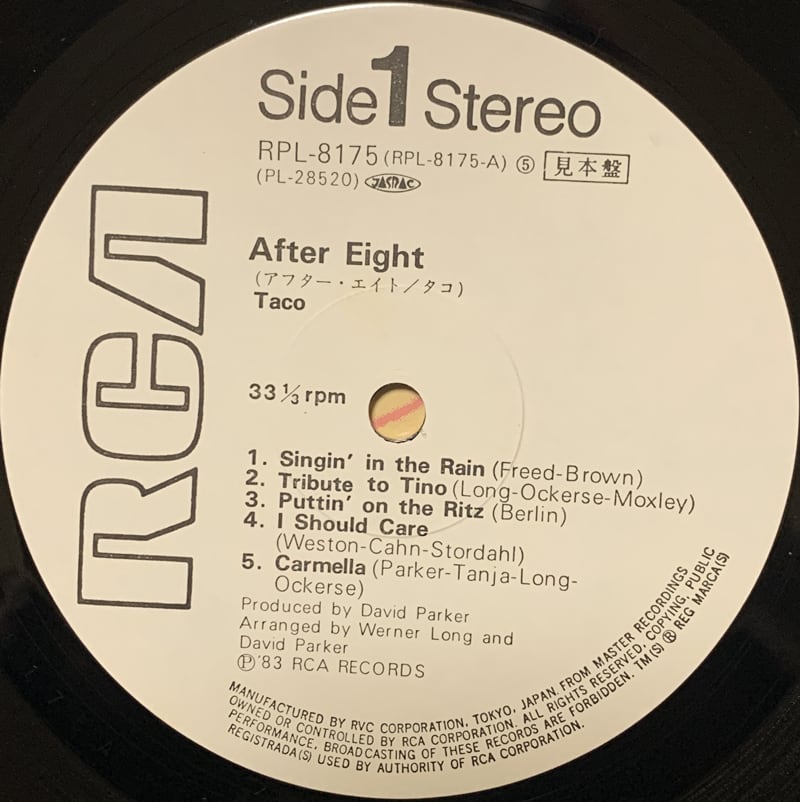 Side 1 Stereo
RPL-8175 (RPL-8175-A) ⑤ 見本盤
(PL-28520) JASRAC
After Eight
(アフター・エイト/タコ)
Taco
33 1/3 rpm
1. Singin' in the Rain (Freed-Brown)
2. Tribute to Tino (Long-Ockerse-Moxley)
3. Puttin' on the Ritz (Berlin)
4. I Should Care
(Weston-Cahn-Stordahl)
5. Carmella (Parker-Tanja-Long-
Ockerse)
Produced by David Parker
Arranged by Werner Long and
David Parker
Ⓟ'83 RCA RECORDS
MANUFACTURED BY RVC CORPORATION, TOKYO, JAPAN. FROM MASTER RECORDINGS
OWNED OR CONTROLLED BY RCA CORPORATION. ALL RIGHTS RESERVED. COPYING, PUBLIC
PERFORMANCE, BROADCASTING OF THESE RECORDS ARE FORBIDDEN. TM(S) ® REG MARCA(S)
REGISTRADA(S) USED BY AUTHORITY OF RCA CORPORATION.
RCA